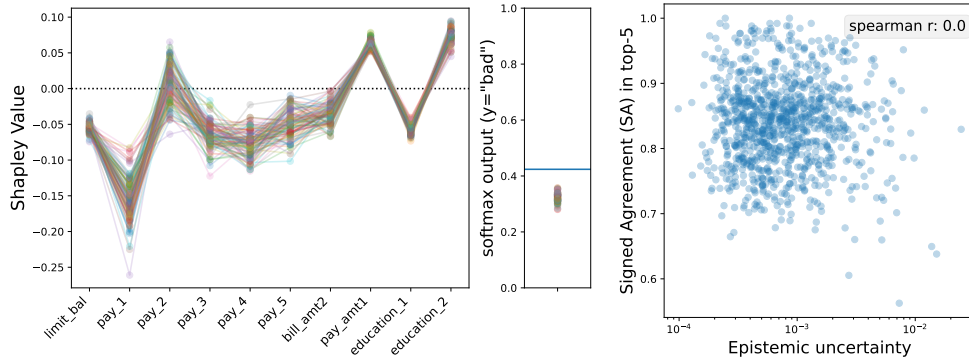 Shapley Value
0.10
0.05
0.00
−0.05
−0.10
−0.15
−0.20
−0.25
limit_bal
pay_1
pay_2
pay_3
pay_4
pay_5
bill_amt2
pay_amt1
education_1
education_2
softmax output (y="bad")
1.0
0.8
0.6
0.4
0.2
0.0
Signed Agreement (SA) in top-5
1.0
0.9
0.8
0.7
0.6
spearman r: 0.0
10⁻⁴
10⁻³
10⁻²
Epistemic uncertainty